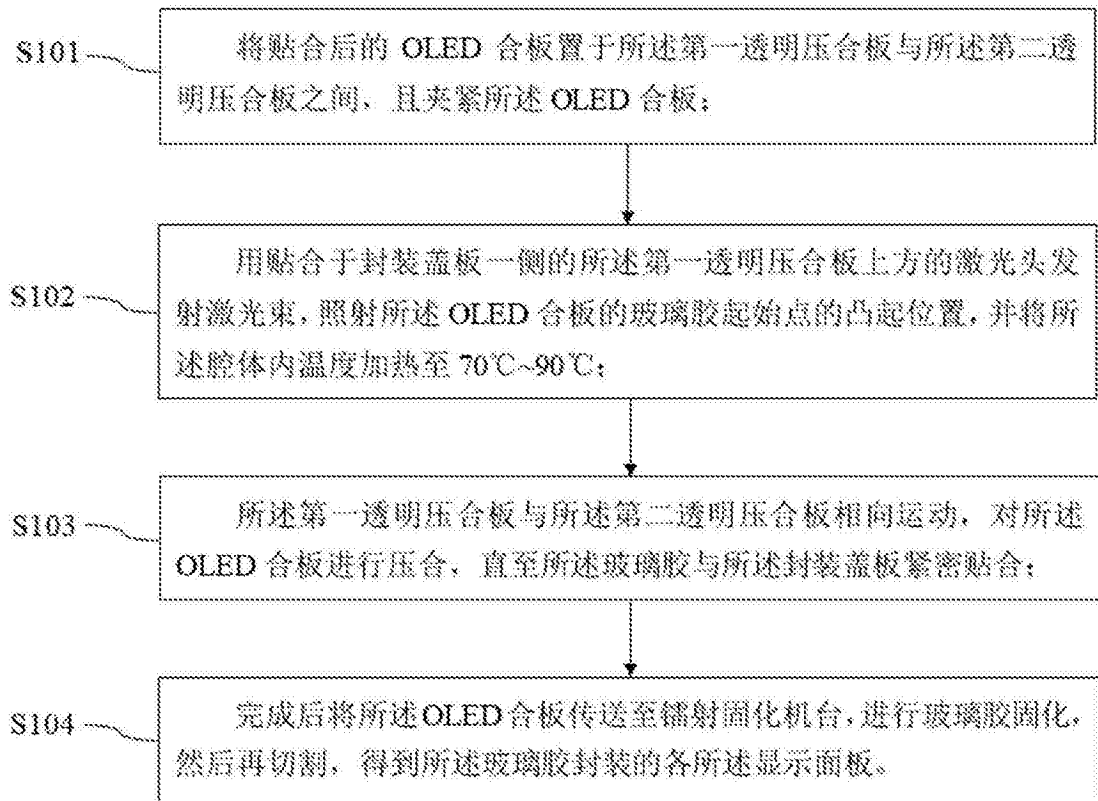 S101
将贴合后的 OLED 合板置于所述第一透明压合板与所述第二透
明压合板之间，且夹紧所述 OLED 合板；
S102
用贴合于封装盖板一侧的所述第一透明压合板上方的激光头发
射激光束，照射所述 OLED 合板的玻璃胶起始点的凸起位置，并将所
述腔体内温度加热至 70℃~90℃；
S103
所述第一透明压合板与所述第二透明压合板相向运动，对所述
OLED 合板进行压合，直至所述玻璃胶与所述封装盖板紧密贴合；
S104
完成后将所述OLED合板传送至镭射固化机台，进行玻璃胶固化，
然后再切割，得到所述玻璃胶封装的各所述显示面板。